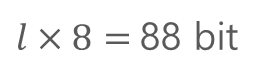 l × 8 = 88 bit